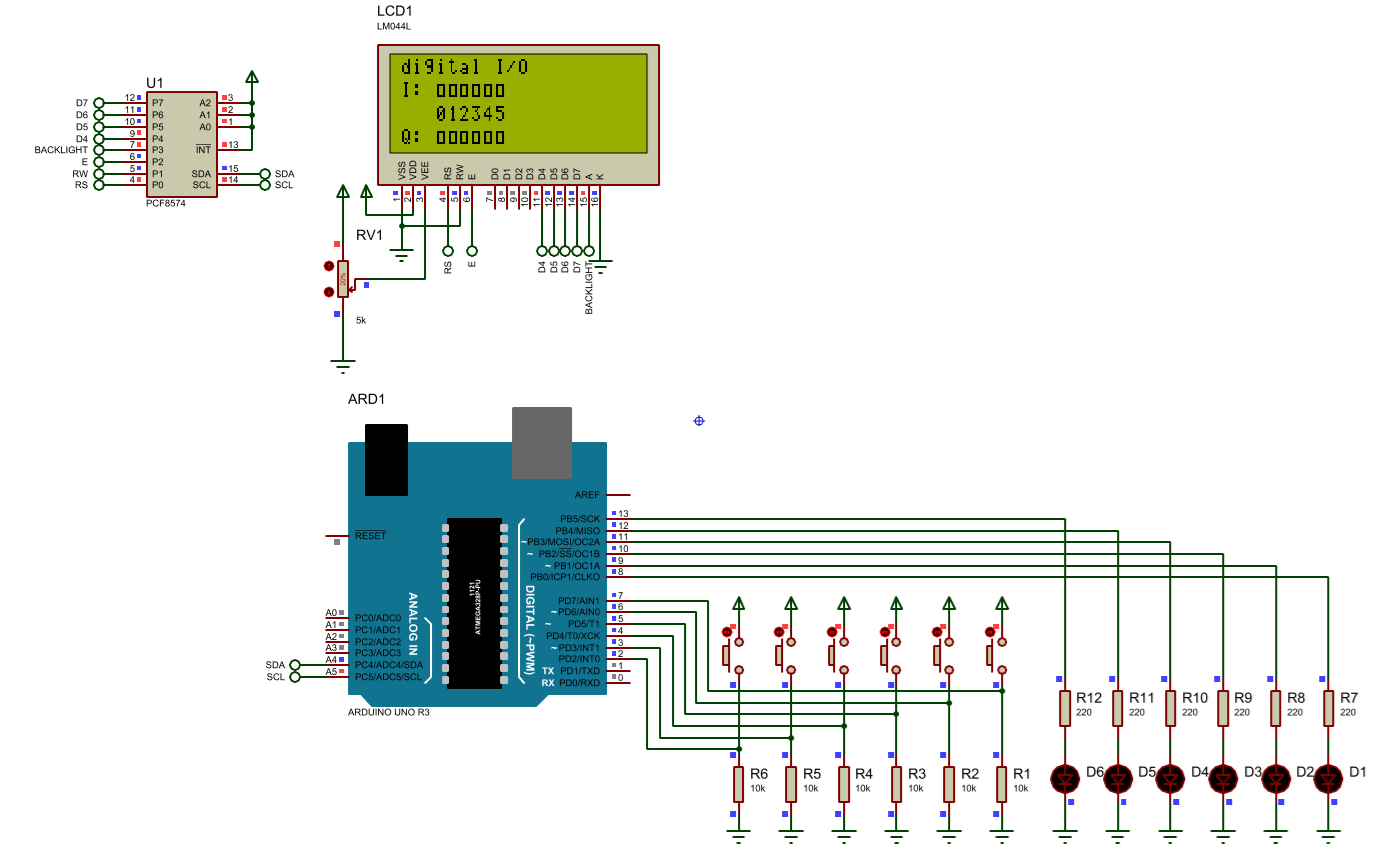 LCD1
LM044L
digital I/O
I: 000000
012345
Q: 000000
VSS
VDD
VEE
RS
RW
E
D0
D1
D2
D3
D4
D5
D6
D7
A
K
1
2
3
4
5
6
7
8
9
10
11
12
13
14
15
16
RS
E
D4
D5
D6
D7
BACKLIGHT
U1
D7 12 P7 A2 3
D6 11 P6 A1 2
D5 10 P5 A0 1
D4 9 P4
BACKLIGHT 7 P3 INT 13
E 6 P2
RW 5 P1 SDA 15 SDA
RS 4 P0 SCL 14 SCL
PCF8574
RV1
20%
5k
ARD1
AREF
RESET
PB5/SCK 13
PB4/MISO 12
~PB3/MOSI/OC2A 11
~ PB2/SS/OC1B 10
~ PB1/OC1A 9
PB0/ICP1/CLKO 8
PD7/AIN1 7
~ PD6/AIN0 6
~ PD5/T1 5
PD4/T0/XCK 4
~ PD3/INT1 3
PD2/INT0 2
TX PD1/TXD 1
RX PD0/RXD 0
A0 PC0/ADC0
A1 PC1/ADC1
A2 PC2/ADC2
A3 PC3/ADC3
SDA A4 PC4/ADC4/SDA
SCL A5 PC5/ADC5/SCL
ANALOG IN
1121
ATMEGA328P-PU
DIGITAL (~PWM)
ARDUINO UNO R3
R6
10k
R5
10k
R4
10k
R3
10k
R2
10k
R1
10k
R12
220
R11
220
R10
220
R9
220
R8
220
R7
220
D6
D5
D4
D3
D2
D1